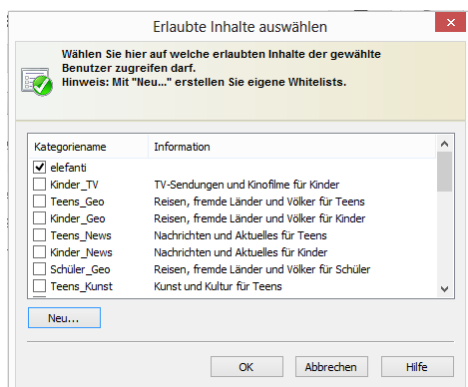 Erlaubte Inhalte auswählen
Wählen Sie hier auf welche erlaubten Inhalte der gewählte
Benutzer zugreifen darf.
Hinweis: Mit "Neu..." erstellen Sie eigene Whitelists.
Kategoriename Information
elefanti
Kinder_TV TV-Sendungen und Kinofilme für Kinder
Teens_Geo Reisen, fremde Länder und Völker für Teens
Kinder_Geo Reisen, fremde Länder und Völker für Kinder
Teens_News Nachrichten und Aktuelles für Teens
Kinder_News Nachrichten und Aktuelles für Kinder
Schüler_Geo Reisen, fremde Länder und Völker für Schüler
Teens_Kunst Kunst und Kultur für Teens
Neu...
OK Abbrechen Hilfe